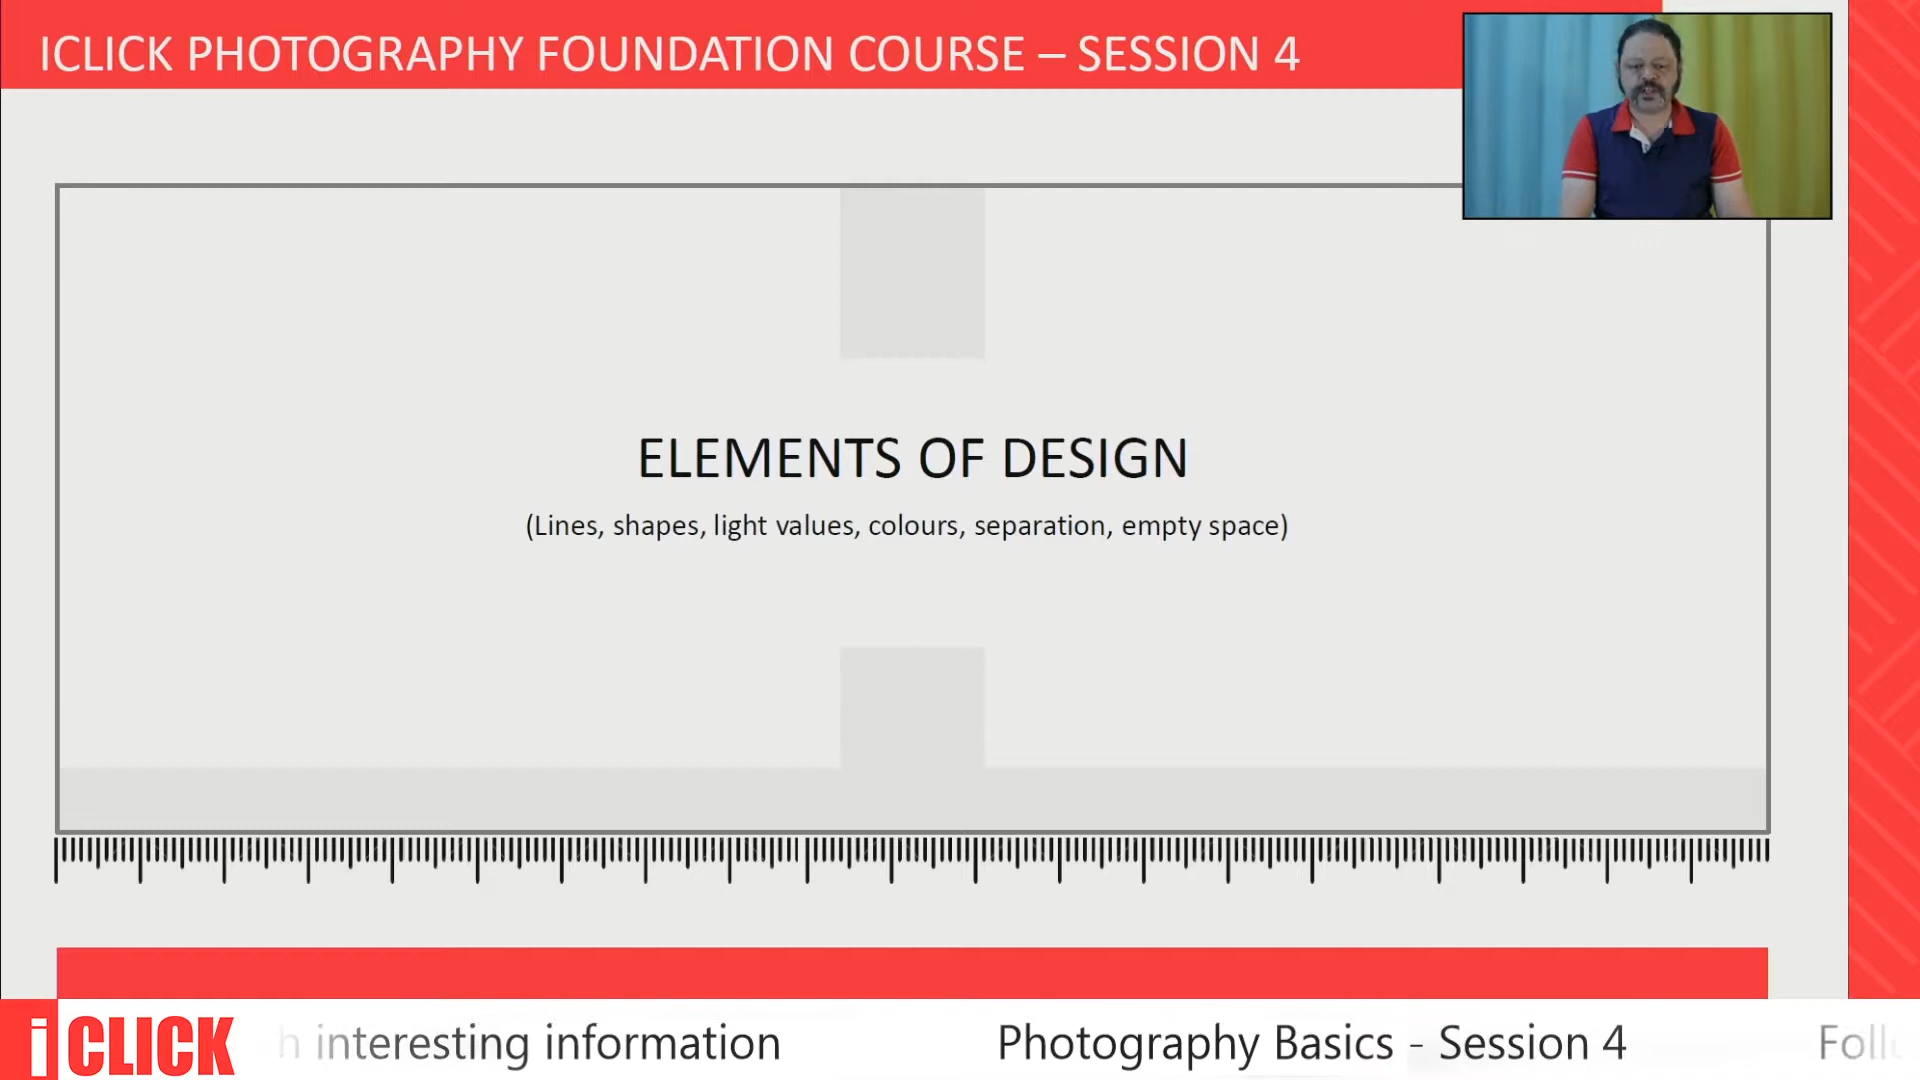 ICLICK PHOTOGRAPHY FOUNDATION COURSE – SESSION 4
ELEMENTS OF DESIGN
(Lines, shapes, light values, colours, separation, empty space)
iCLICK
interesting information
Photography Basics - Session 4